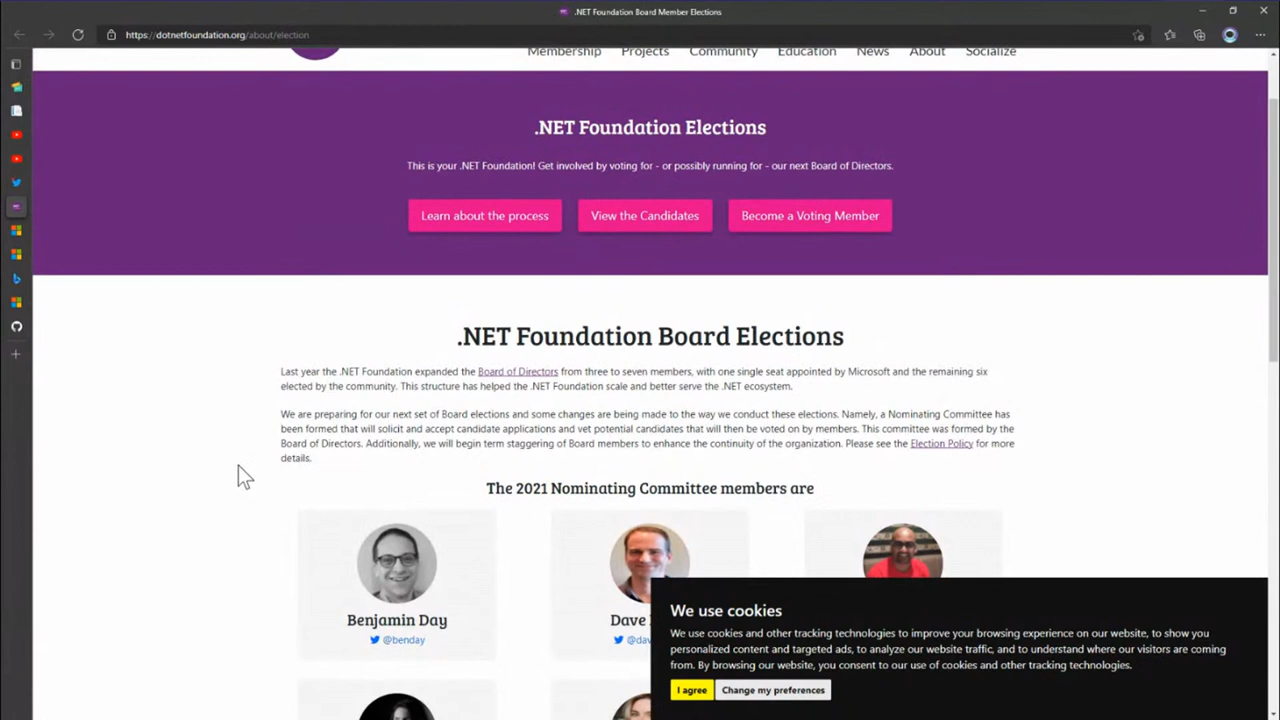 .NET Foundation Board Member Elections
https://dotnetfoundation.org/about/election
Membership Projects Community Education News About Socialize
.NET Foundation Elections
This is your .NET Foundation! Get involved by voting for - or possibly running for - our next Board of Directors.
Learn about the process View the Candidates Become a Voting Member
.NET Foundation Board Elections
Last year the .NET Foundation expanded the Board of Directors from three to seven members, with one single seat appointed by Microsoft and the remaining six
elected by the community. This structure has helped the .NET Foundation scale and better serve the .NET ecosystem.
We are preparing for our next set of Board elections and some changes are being made to the way we conduct these elections. Namely, a Nominating Committee has
been formed that will solicit and accept candidate applications and vet potential candidates that will then be voted on by members. This committee was formed by the
Board of Directors. Additionally, we will begin term staggering of Board members to enhance the continuity of the organization. Please see the Election Policy for more
details.
The 2021 Nominating Committee members are
Benjamin Day
@benday
Dave
@dav
We use cookies
We use cookies and other tracking technologies to improve your browsing experience on our website, to show you
personalized content and targeted ads, to analyze our website traffic, and to understand where our visitors are coming
from. By browsing our website, you consent to our use of cookies and other tracking technologies.
I agree Change my preferences